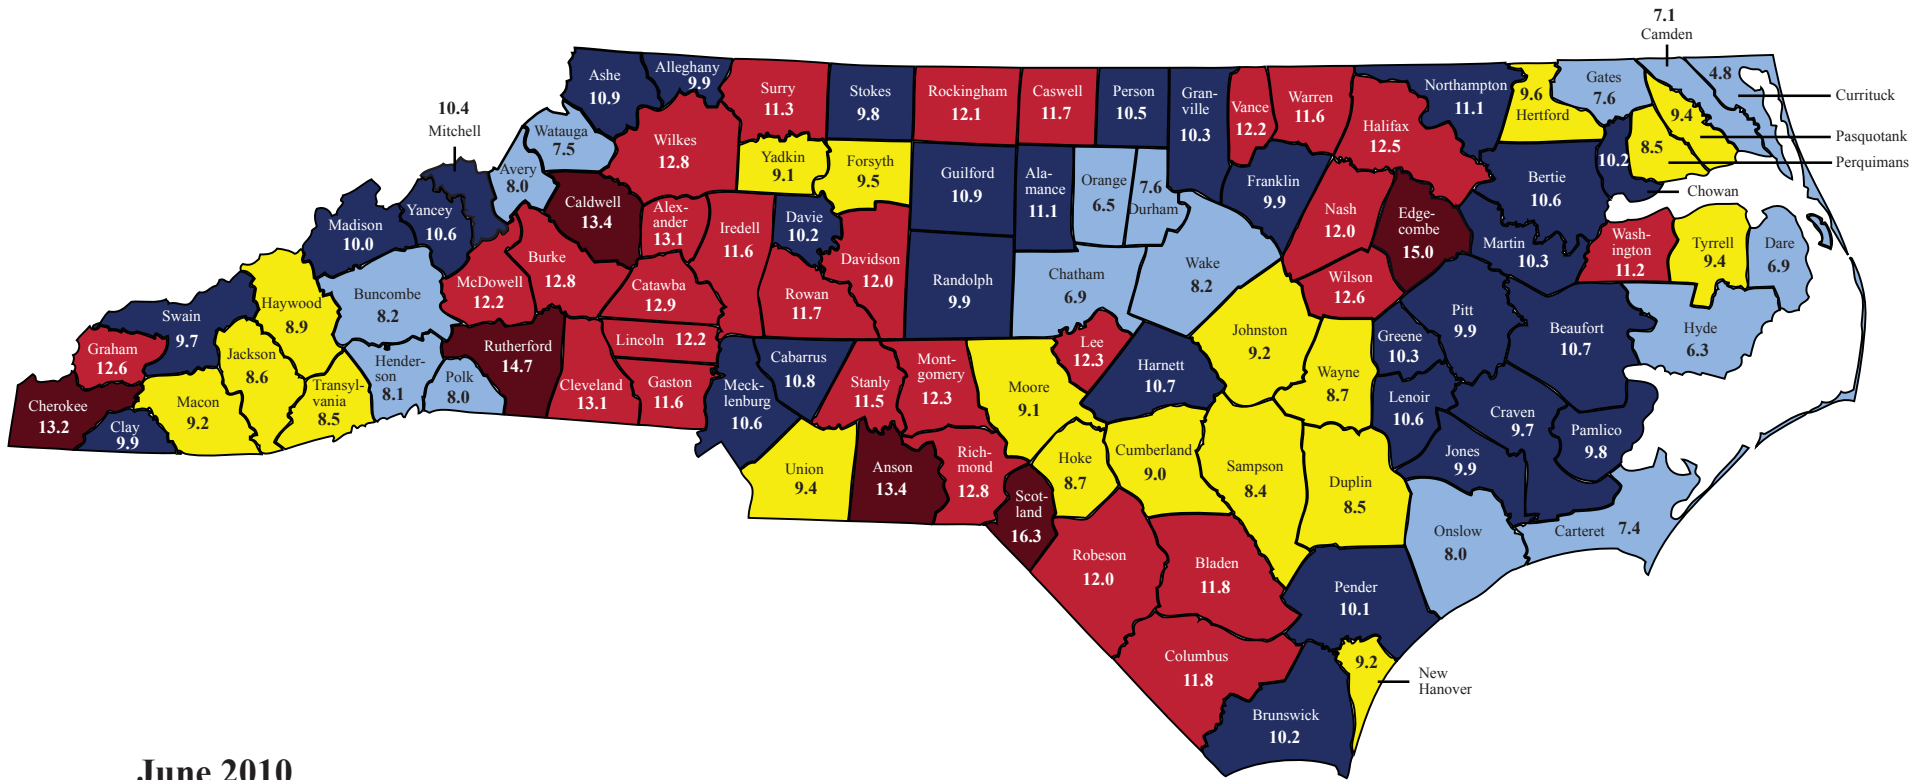 7.1
Camden
Ashe
10.9
Alleghany
9.9
Surry
11.3
Stokes
9.8
Rockingham
12.1
Caswell
11.7
Person
10.5
Gran-
ville
10.3
Vance
12.2
Warren
11.6
Halifax
12.5
Northampton
11.1
9.6
Hertford
Gates
7.6
4.8
Currituck
9.4
Pasquotank
8.5
Perquimans
10.2
Chowan
10.4
Mitchell
Watauga
7.5
Avery
8.0
Wilkes
12.8
Yadkin
9.1
Forsyth
9.5
Guilford
10.9
Ala-
mance
11.1
Orange
6.5
7.6
Durham
Franklin
9.9
Nash
12.0
Edge-
combe
15.0
Bertie
10.6
Martin
10.3
Wash-
ington
11.2
Tyrrell
9.4
Dare
6.9
Madison
10.0
Yancey
10.6
Caldwell
13.4
Alex-
ander
13.1
Iredell
11.6
Davie
10.2
Davidson
12.0
Randolph
9.9
Chatham
6.9
Wake
8.2
Wilson
12.6
Pitt
9.9
Beaufort
10.7
Hyde
6.3
Swain
9.7
Haywood
8.9
Buncombe
8.2
McDowell
12.2
Burke
12.8
Catawba
12.9
Rowan
11.7
Johnston
9.2
Greene
10.3
Graham
12.6
Jackson
8.6
Transyl-
vania
8.5
Hender-
son
8.1
Polk
8.0
Rutherford
14.7
Cleveland
13.1
Lincoln 12.2
Gaston
11.6
Meck-
lenburg
10.6
Cabarrus
10.8
Stanly
11.5
Mont-
gomery
12.3
Moore
9.1
Lee
12.3
Harnett
10.7
Wayne
8.7
Lenoir
10.6
Craven
9.7
Pamlico
9.8
Cherokee
13.2
Clay
9.9
Macon
9.2
Union
9.4
Anson
13.4
Rich-
mond
12.8
Scot-
land
16.3
Hoke
8.7
Cumberland
9.0
Sampson
8.4
Duplin
8.5
Jones
9.9
Onslow
8.0
Carteret 7.4
Robeson
12.0
Bladen
11.8
Pender
10.1
Columbus
11.8
9.2
New
Hanover
Brunswick
10.2
June 2010